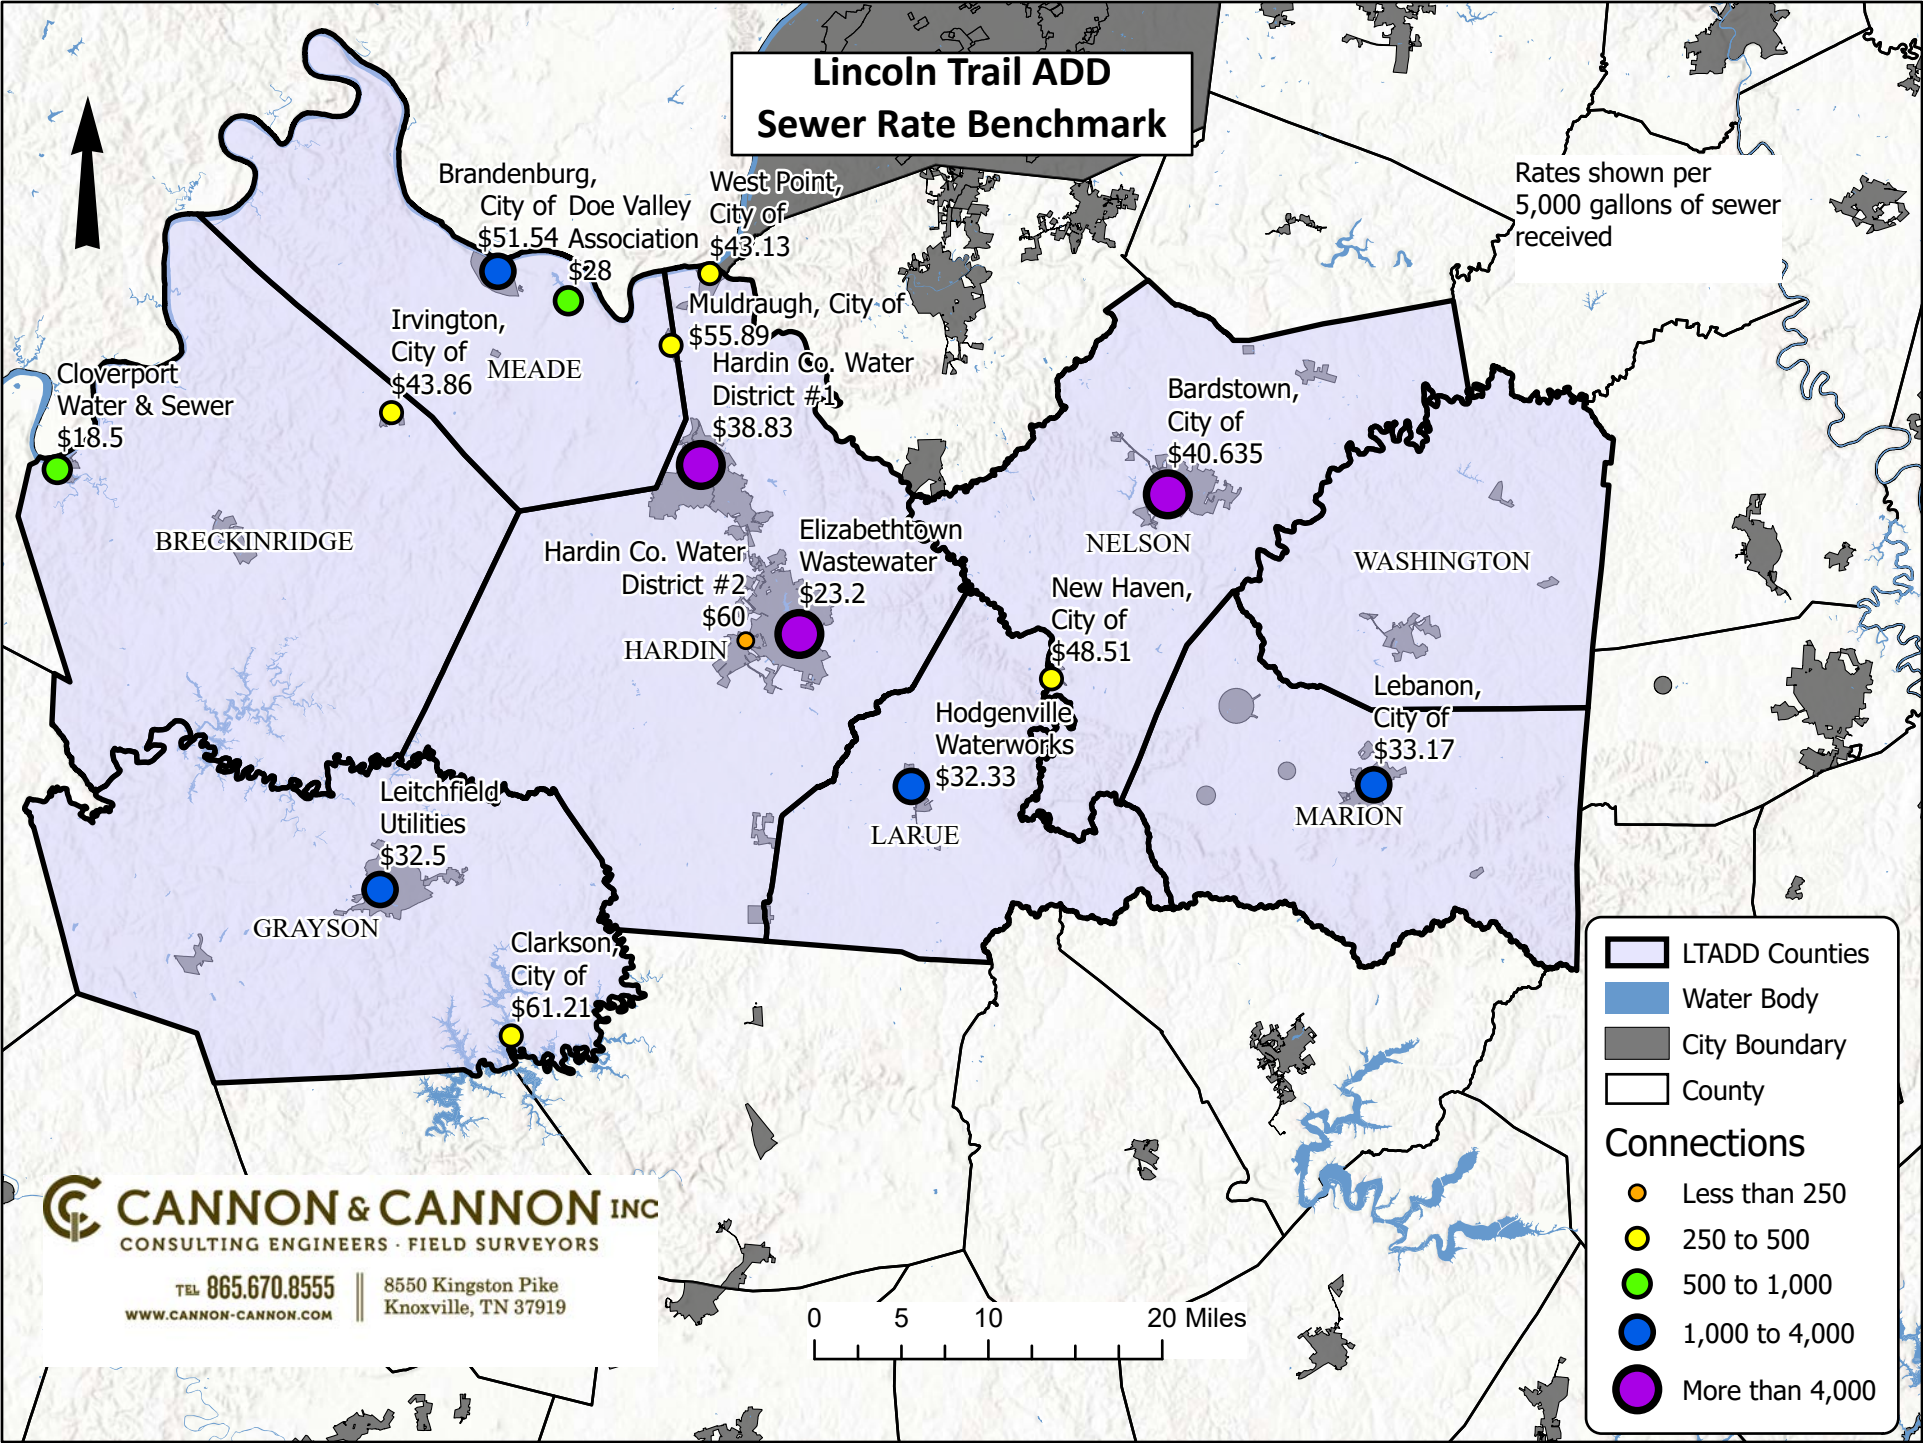 Lincoln Trail ADD
Sewer Rate Benchmark
Rates shown per
5,000 gallons of sewer
received
Brandenburg,
City of
$51.54
Doe Valley
Association
$28
West Point,
City of
$43.13
Muldraugh, City of
$55.89
Irvington,
City of
$43.86
MEADE
Hardin Co. Water
District #1
$38.83
Cloverport
Water & Sewer
$18.5
Bardstown,
City of
$40.635
BRECKINRIDGE
NELSON
WASHINGTON
Elizabethtown
Wastewater
$23.2
Hardin Co. Water
District #2
$60
HARDIN
New Haven,
City of
$48.51
Lebanon,
City of
$33.17
Hodgenville
Waterworks
$32.33
LARUE
MARION
Leitchfield
Utilities
$32.5
GRAYSON
Clarkson,
City of
$61.21
LTADD Counties
Water Body
City Boundary
County
Connections
Less than 250
250 to 500
500 to 1,000
1,000 to 4,000
More than 4,000
CANNON & CANNON INC
CONSULTING ENGINEERS · FIELD SURVEYORS
TEL 865.670.8555
WWW.CANNON-CANNON.COM
8550 Kingston Pike
Knoxville, TN 37919
0 5 10 20 Miles